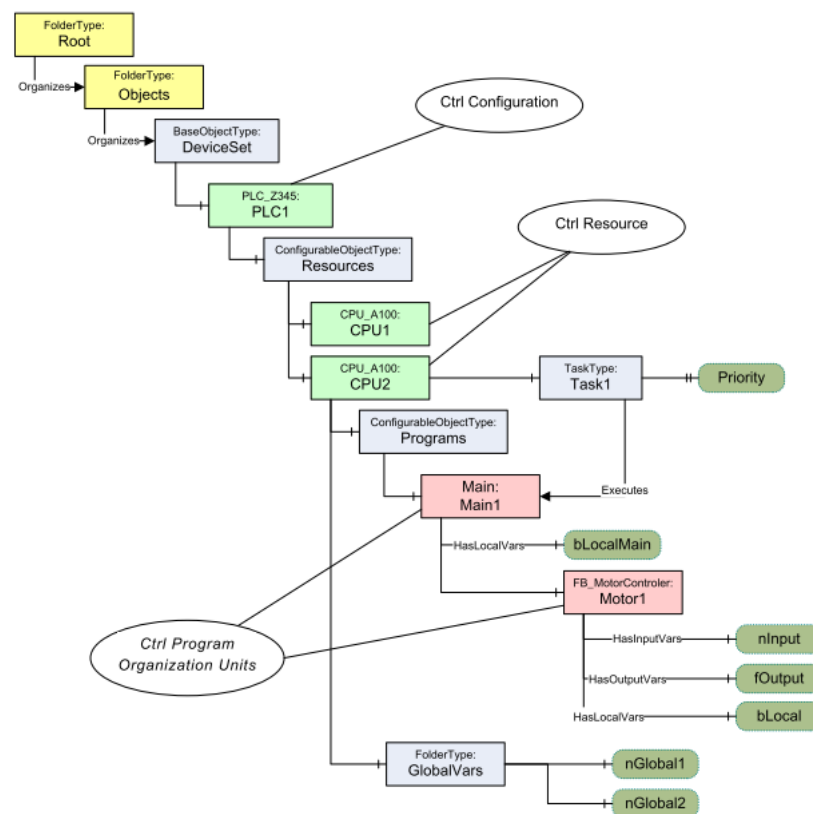 FolderType:
Root
Organizes
FolderType:
Objects
Organizes
BaseObjectType:
DeviceSet
Ctrl Configuration
PLC_Z345:
PLC1
Ctrl Resource
ConfigurableObjectType:
Resources
CPU_A100:
CPU1
CPU_A100:
CPU2
TaskType:
Task1
Priority
ConfigurableObjectType:
Programs
Executes
Main:
Main1
HasLocalVars
bLocalMain
FB_MotorControler:
Motor1
Ctrl Program
Organization Units
HasInputVars
nInput
HasOutputVars
fOutput
HasLocalVars
bLocal
FolderType:
GlobalVars
nGlobal1
nGlobal2